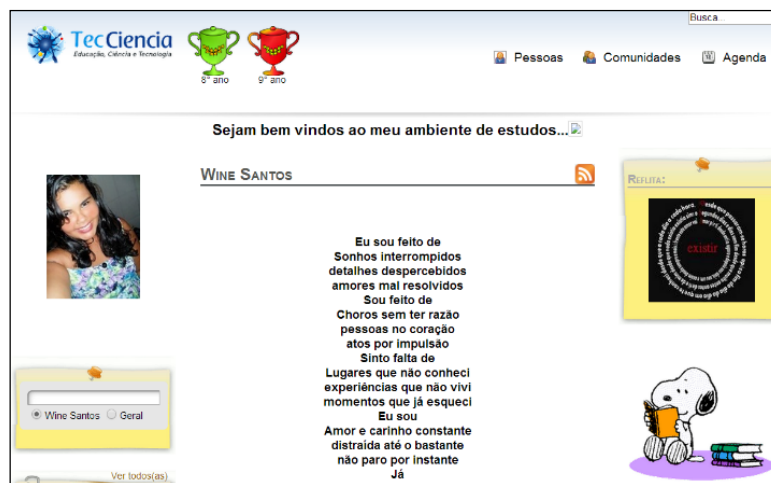 Busca...
TecCiencia
Educação, Ciência e Tecnologia
8° ano
9° ano
Pessoas
Comunidades
Agenda
Sejam bem vindos ao meu ambiente de estudos...
Wine Santos
Reflita:
existir
Eu sou feito de
Sonhos interrompidos
detalhes despercebidos
amores mal resolvidos
Sou feito de
Choros sem ter razão
pessoas no coração
atos por impulsão
Sinto falta de
Lugares que não conheci
experiências que não vivi
momentos que já esqueci
Eu sou
Amor e carinho constante
distraida até o bastante
não paro por instante
Já
Wine Santos
Geral
Ver todos(as)